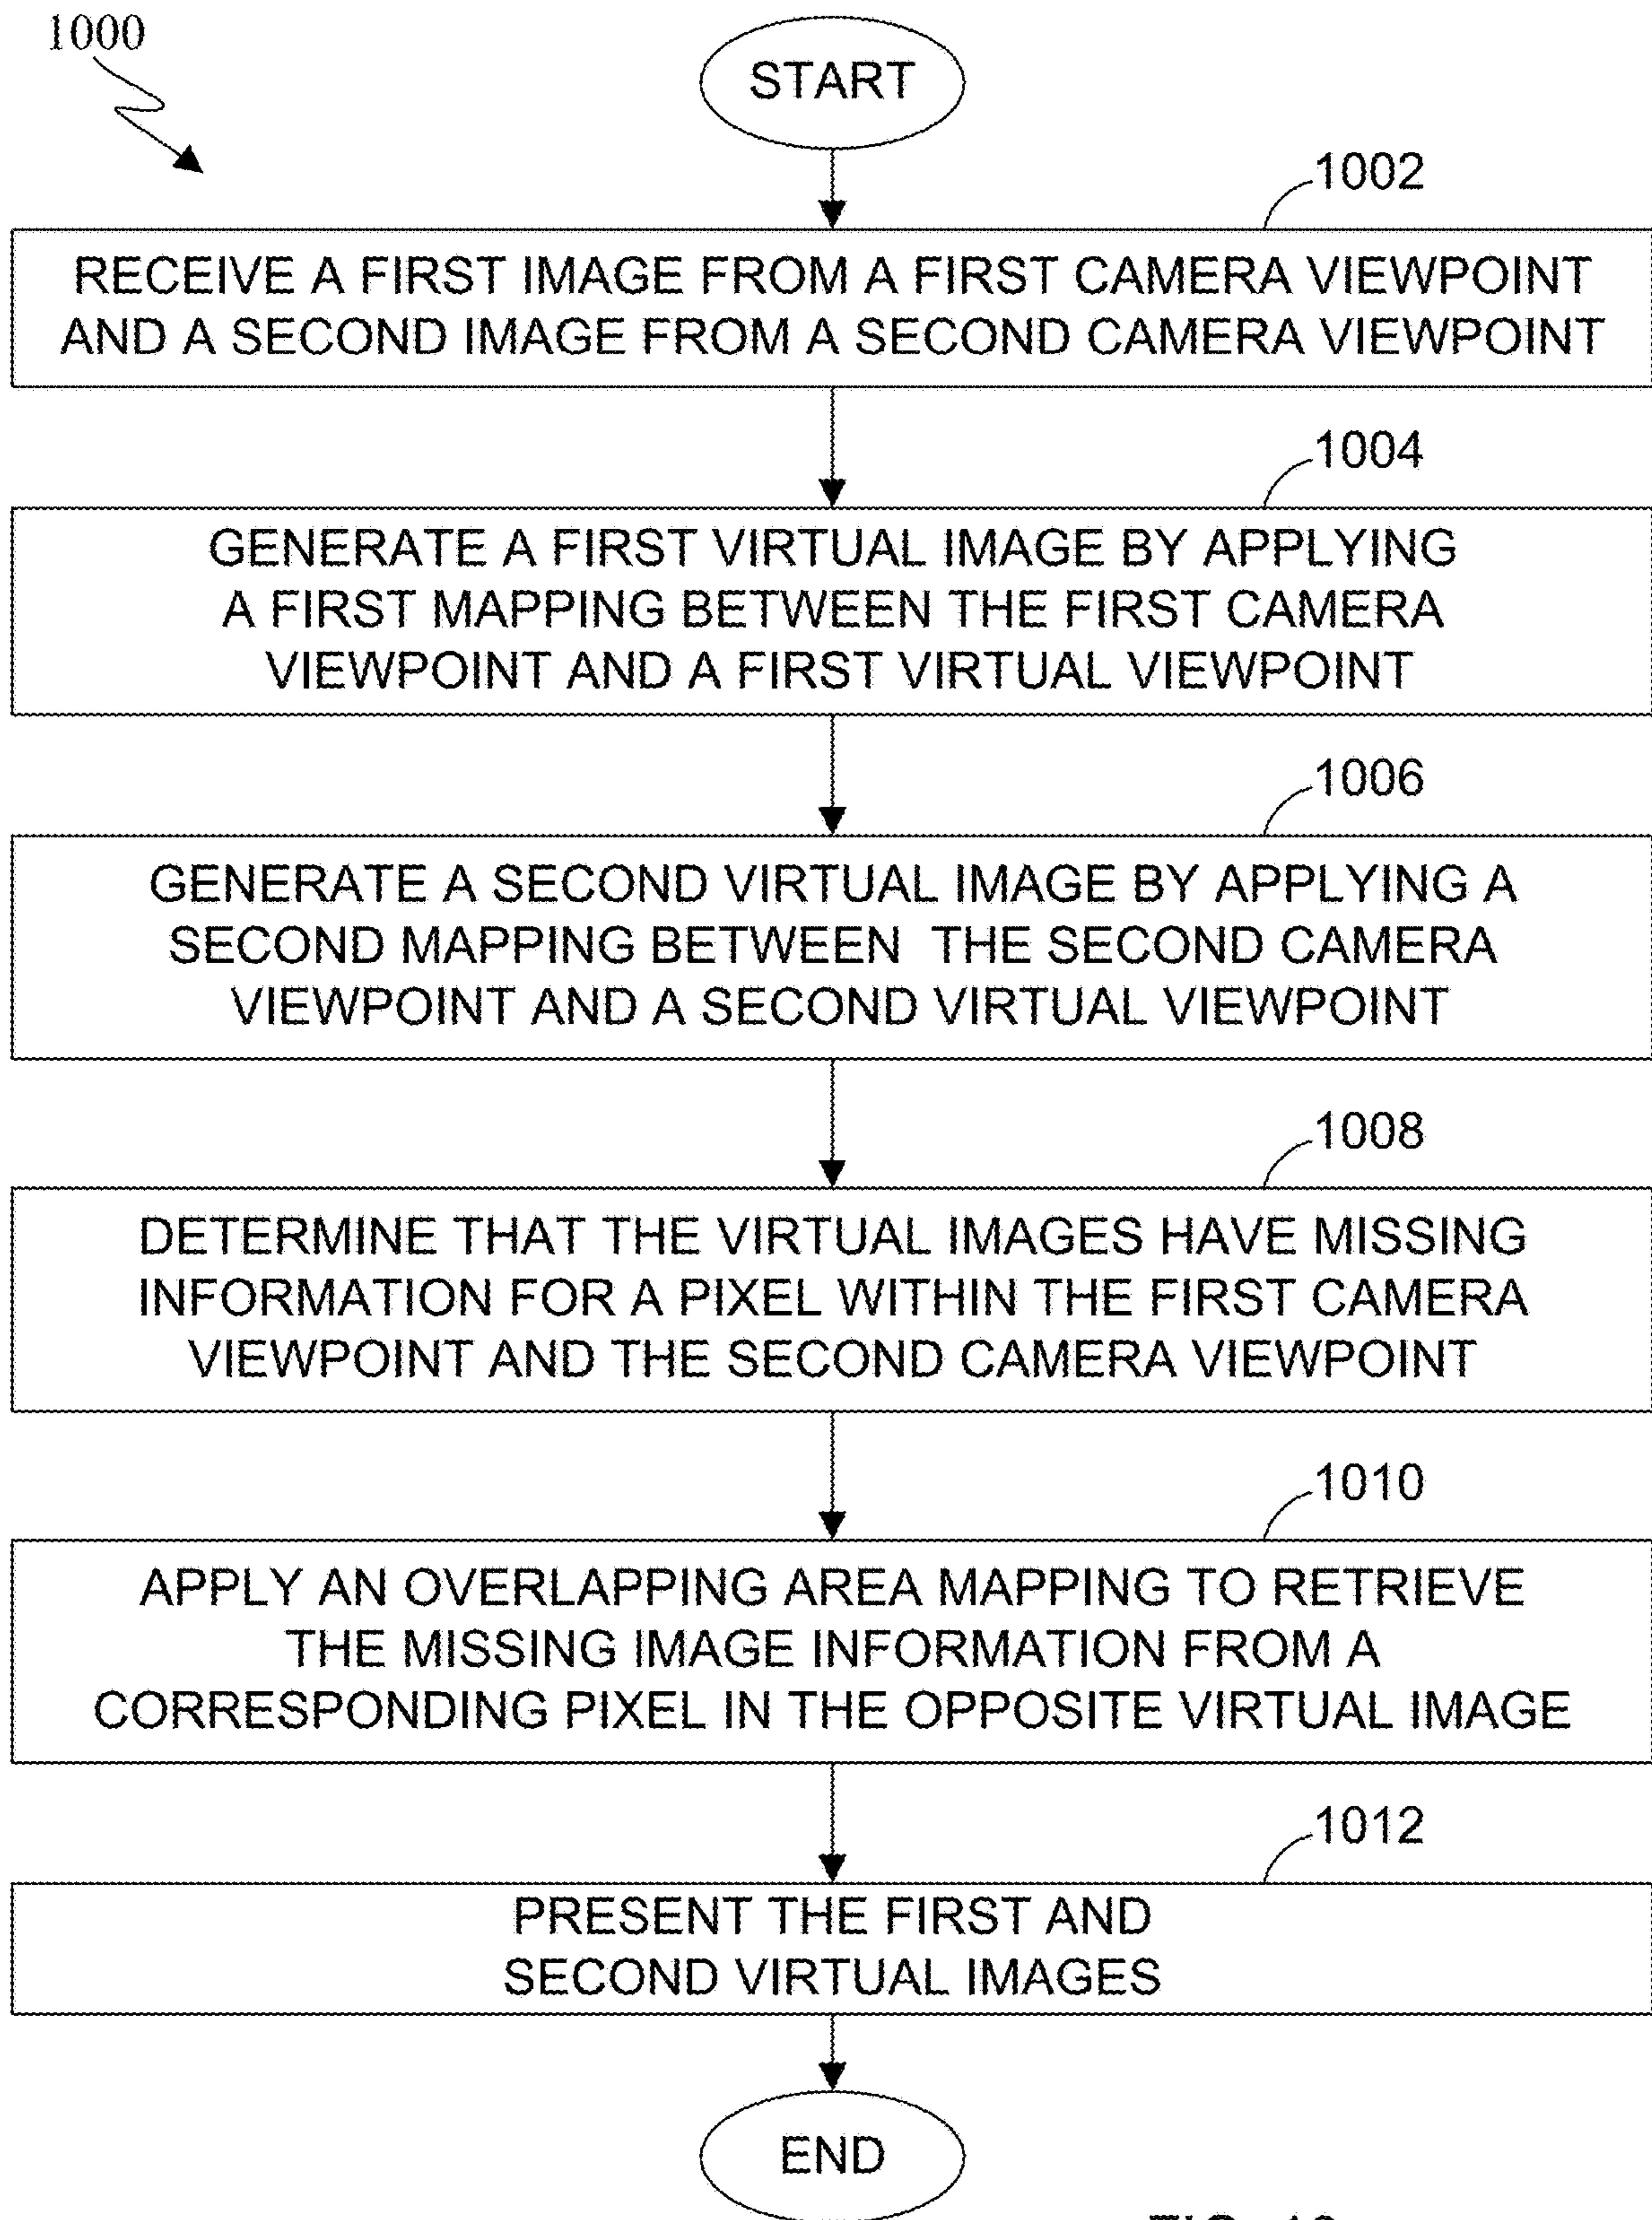 1000
START
1002
RECEIVE A FIRST IMAGE FROM A FIRST CAMERA VIEWPOINT
AND A SECOND IMAGE FROM A SECOND CAMERA VIEWPOINT
1004
GENERATE A FIRST VIRTUAL IMAGE BY APPLYING
A FIRST MAPPING BETWEEN THE FIRST CAMERA
VIEWPOINT AND A FIRST VIRTUAL VIEWPOINT
1006
GENERATE A SECOND VIRTUAL IMAGE BY APPLYING A
SECOND MAPPING BETWEEN THE SECOND CAMERA
VIEWPOINT AND A SECOND VIRTUAL VIEWPOINT
1008
DETERMINE THAT THE VIRTUAL IMAGES HAVE MISSING
INFORMATION FOR A PIXEL WITHIN THE FIRST CAMERA
VIEWPOINT AND THE SECOND CAMERA VIEWPOINT
1010
APPLY AN OVERLAPPING AREA MAPPING TO RETRIEVE
THE MISSING IMAGE INFORMATION FROM A
CORRESPONDING PIXEL IN THE OPPOSITE VIRTUAL IMAGE
1012
PRESENT THE FIRST AND
SECOND VIRTUAL IMAGES
END